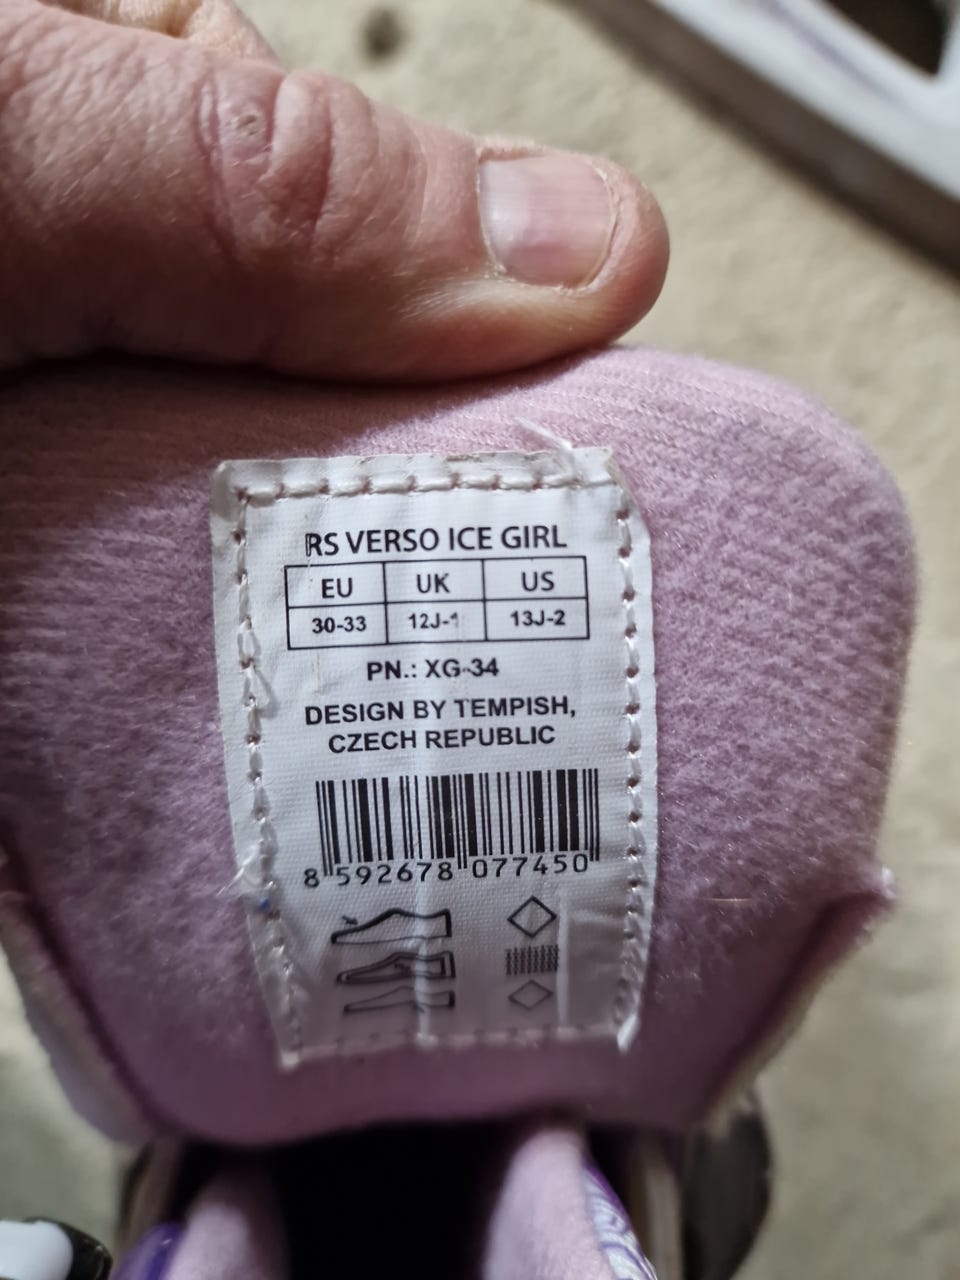 RS VERSO ICE GIRL
EU UK US
30-33 12J-1 13J-2
PN.: XG-34
DESIGN BY TEMPISH,
CZECH REPUBLIC
8 592678 077450